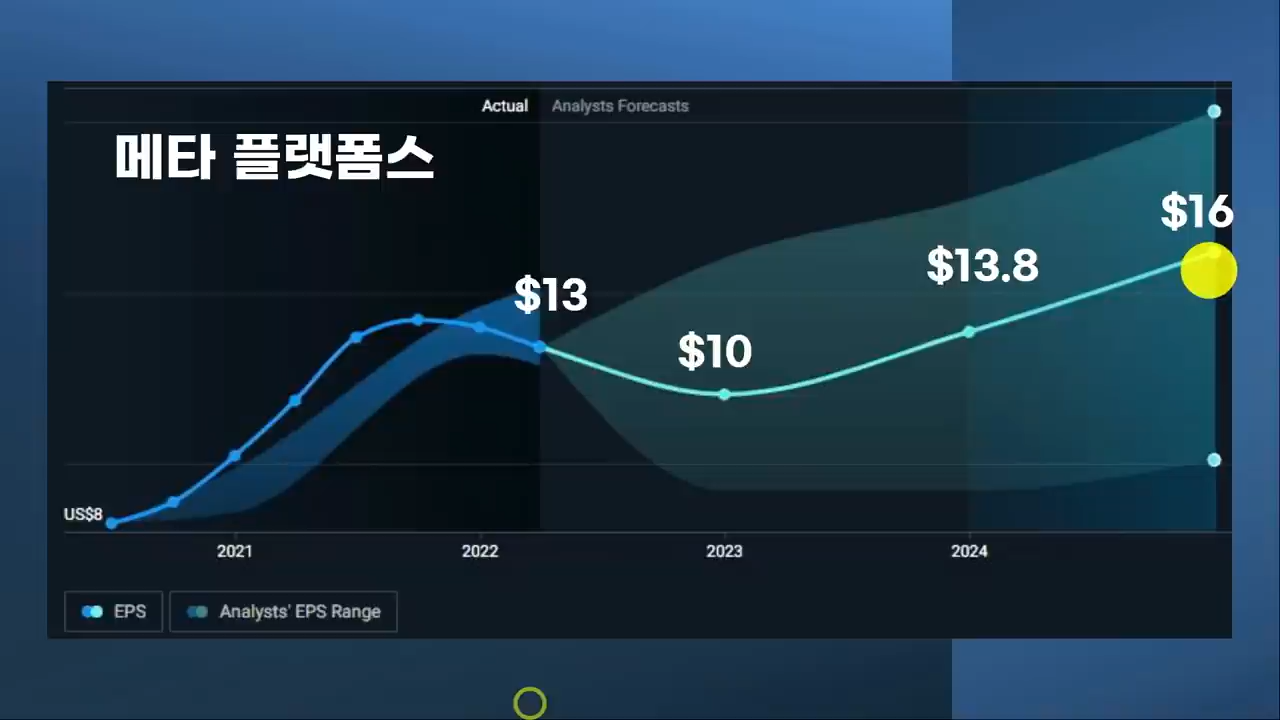 Actual Analysts Forecasts
메타 플랫폼스
$16
$13.8
$13
$10
US$8
2021 2022 2023 2024
EPS Analysts' EPS Range